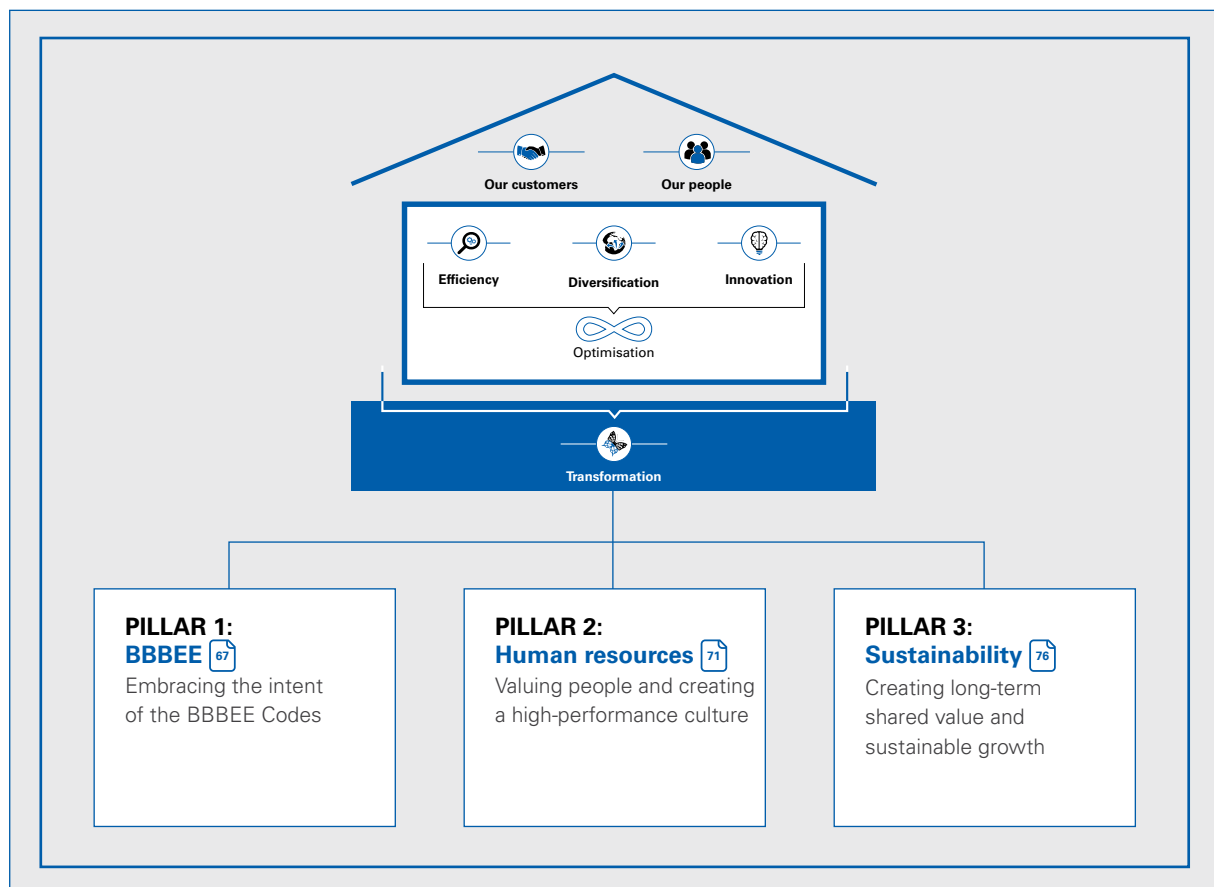 Our customers
Our people
Efficiency
Diversification
Innovation
Optimisation
Transformation
PILLAR 1:
BBBEE 67
Embracing the intent
of the BBBEE Codes
PILLAR 2:
Human resources 71
Valuing people and creating
a high-performance culture
PILLAR 3:
Sustainability 76
Creating long-term
shared value and
sustainable growth